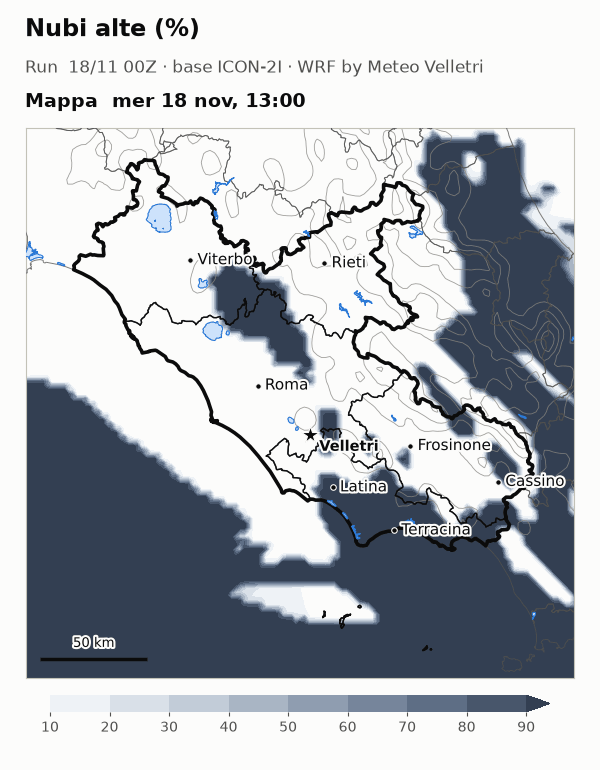 Nubi alte (%)
Run  18/11 00Z · base ICON-2I · WRF by Meteo Velletri
Mappa  mer 18 nov, 13:00
Viterbo
Rieti
Roma
Velletri
Frosinone
Latina
Cassino
Terracina
50 km
10 20 30 40 50 60 70 80 90